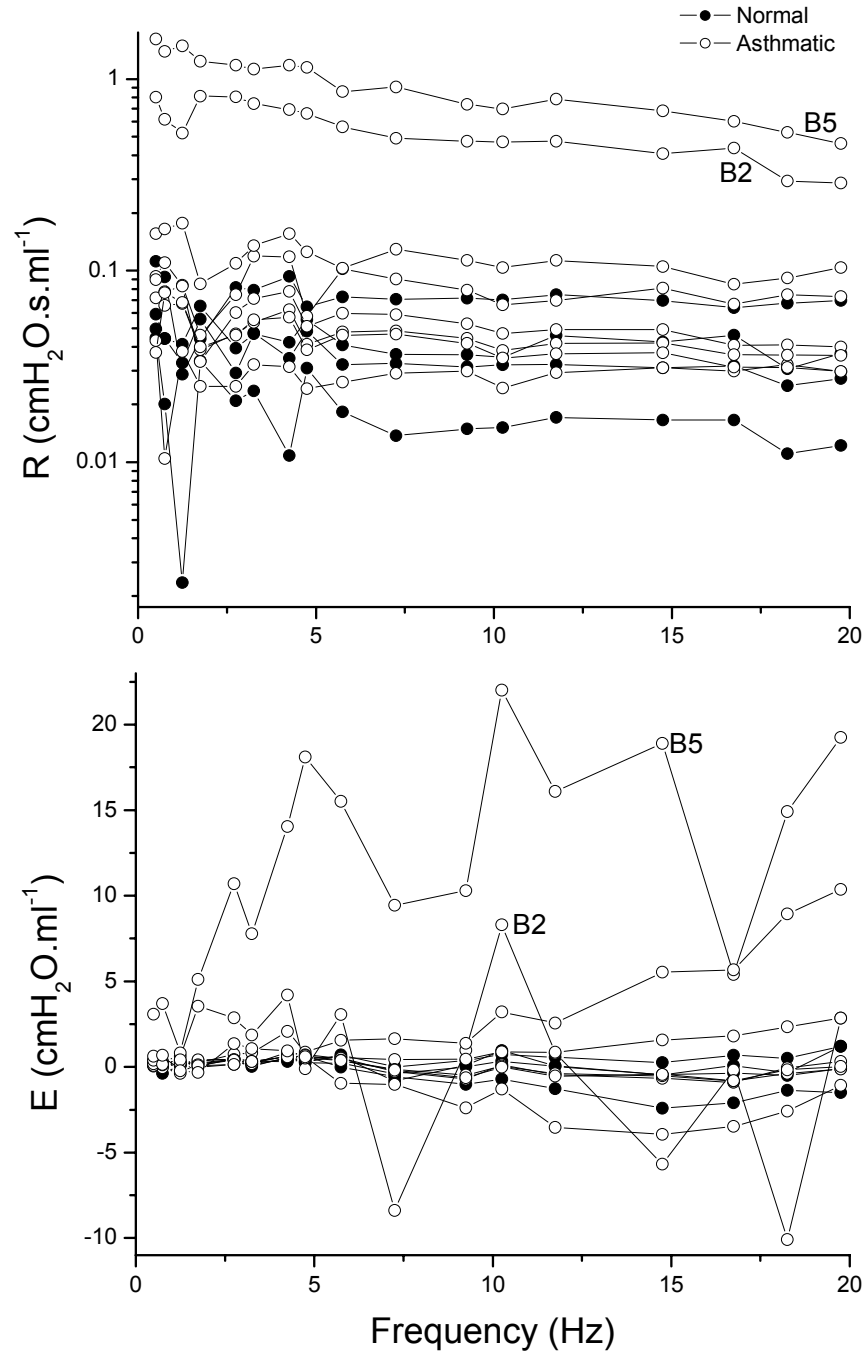 Normal
Asthmatic
1
0.1
0.01
R (cmH₂O.s.ml⁻¹)
B5
B2
0 5 10 15 20
20
15
10
5
0
-5
-10
E (cmH₂O.ml⁻¹)
B5
B2
0 5 10 15 20
Frequency (Hz)